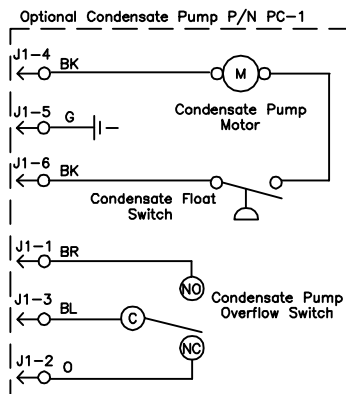 Optional Condensate Pump P/N PC-1
J1-4
BK
M
Condensate Pump
Motor
J1-5
G
J1-6
BK
Condensate Float
Switch
J1-1
BR
NO
Condensate Pump
Overflow Switch
J1-3
BL
C
NC
J1-2
O